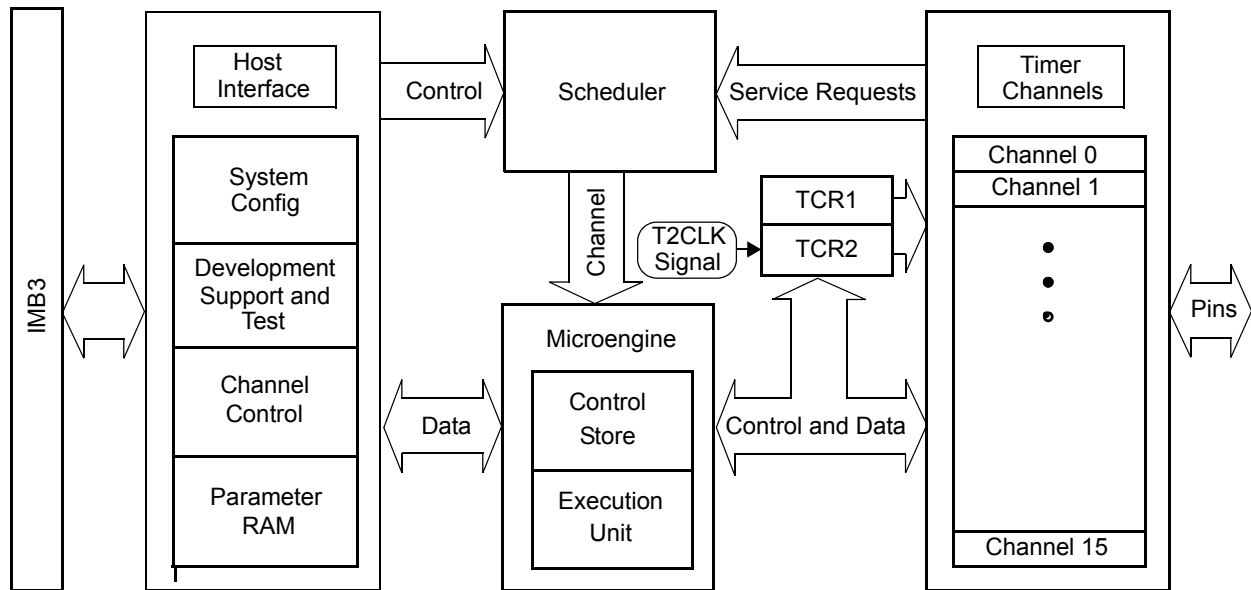 IMB3
Host
Interface
System
Config
Development
Support and
Test
Channel
Control
Parameter
RAM
Control
Data
Scheduler
Channel
Microengine
Control
Store
Execution
Unit
Service Requests
T2CLK
Signal
TCR1
TCR2
Control and Data
Timer
Channels
Channel 0
Channel 1
Channel 15
Pins